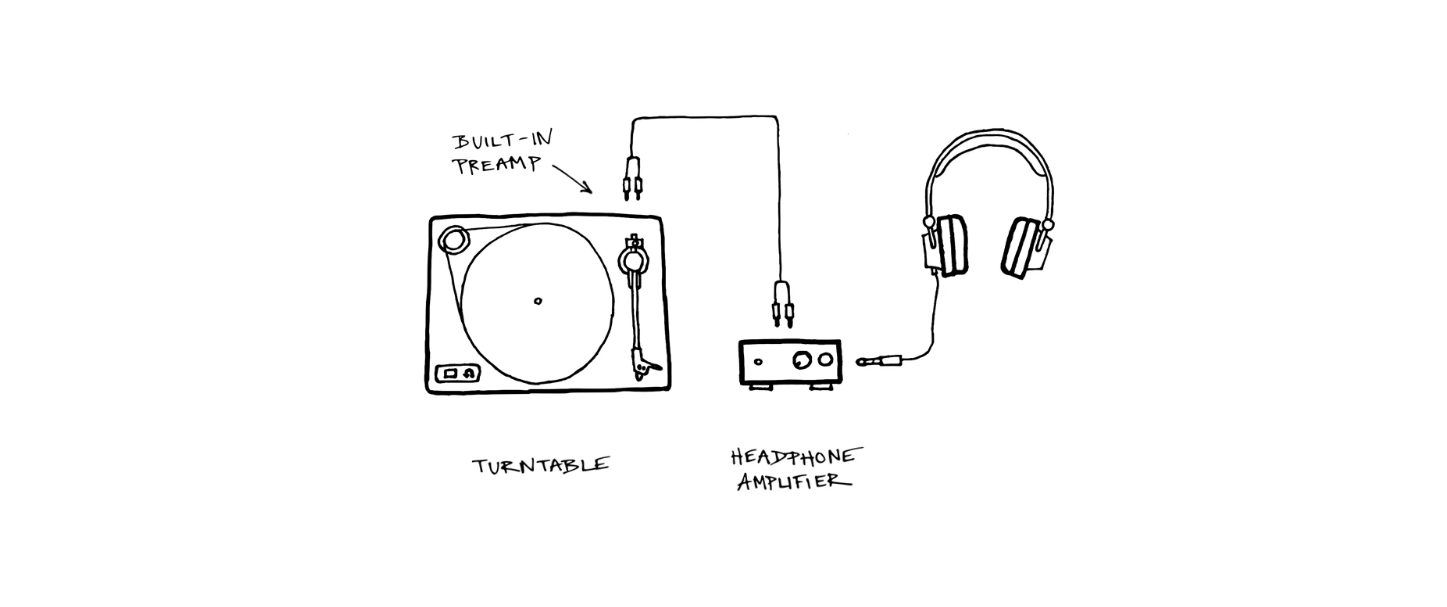 BUILT-IN
PREAMP
TURNTABLE
HEADPHONE
AMPLIFIER